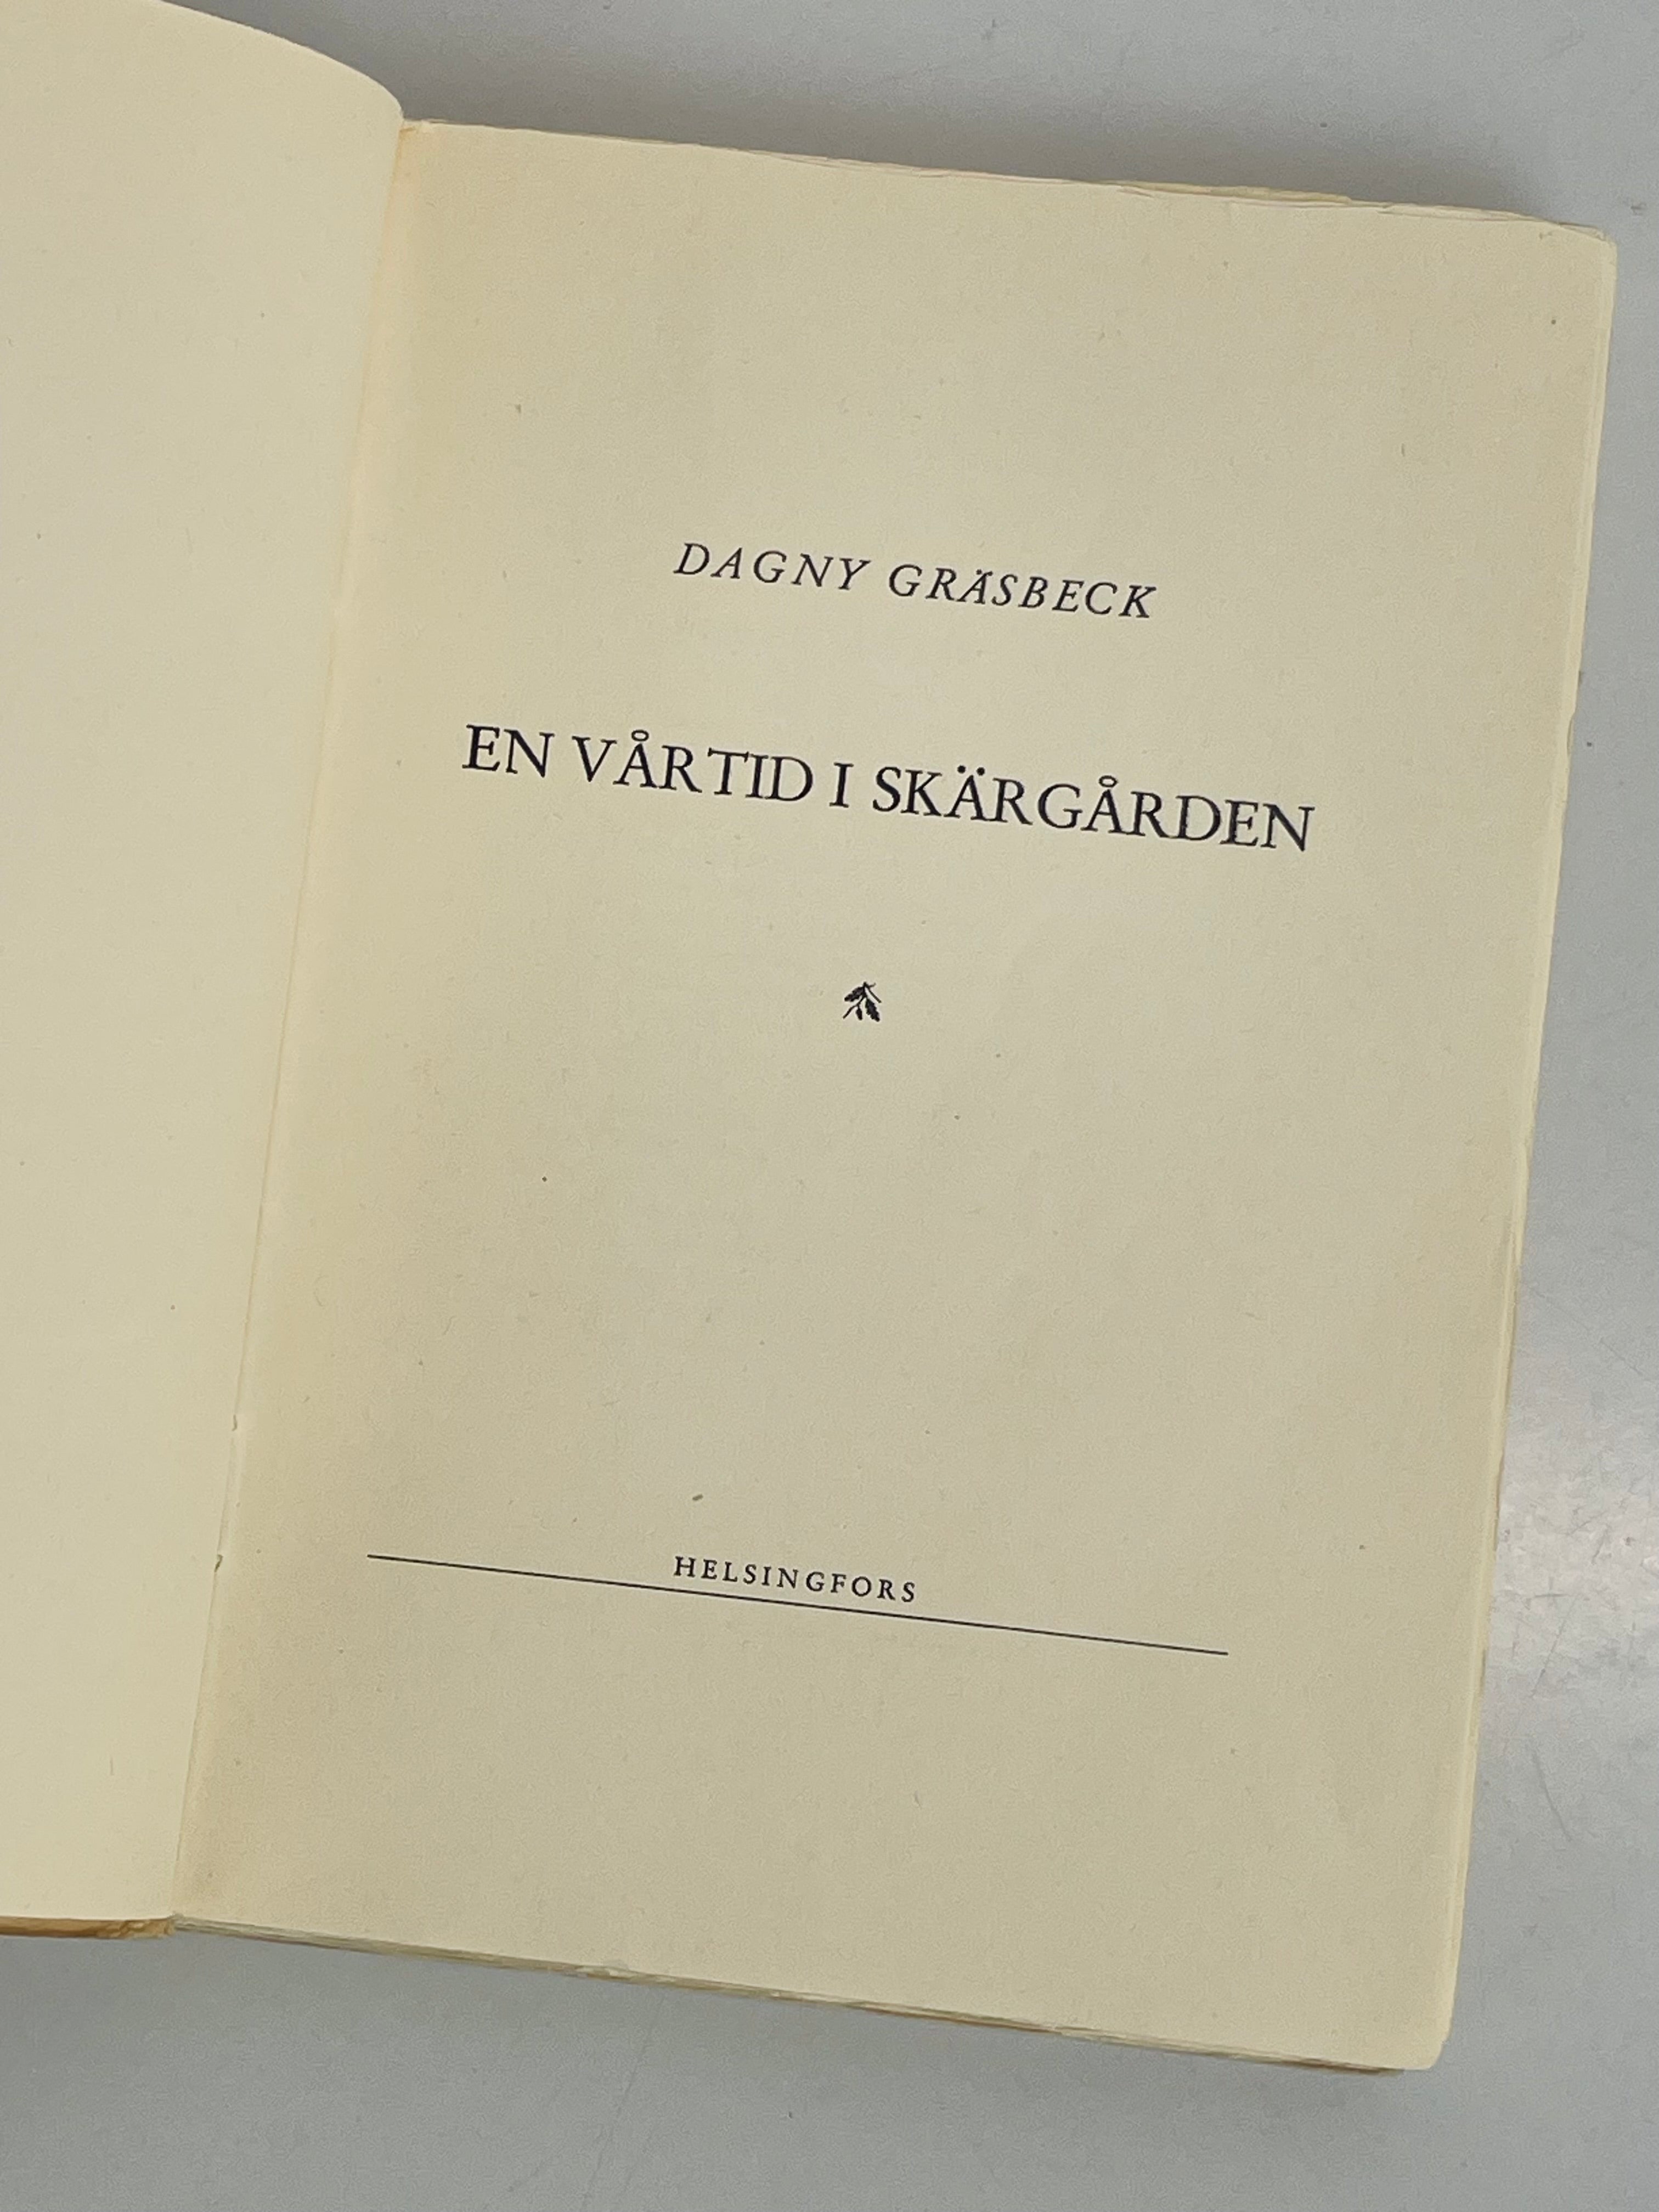 DAGNY GRÄSBECK
EN VÅRTID I SKÄRGÅRDEN
HELSINGFORS